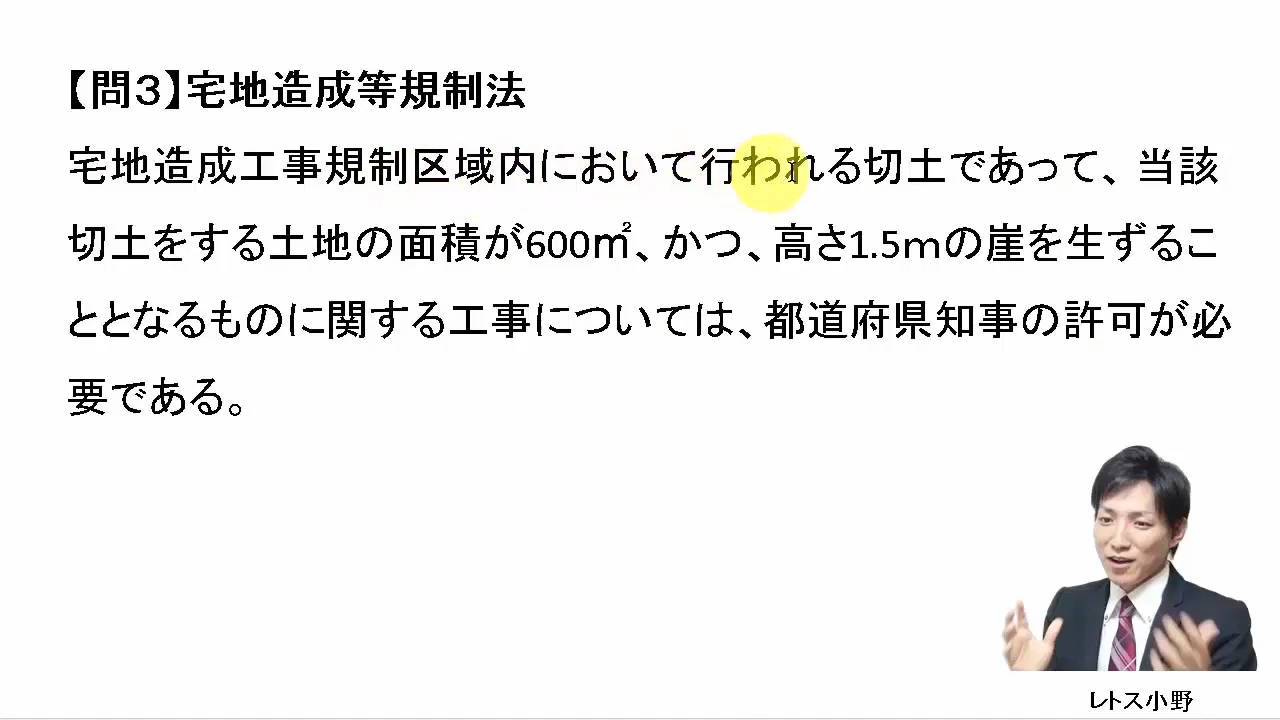 【問３】宅地造成等規制法
宅地造成工事規制区域内において行われる切土であって、当該
切土をする土地の面積が600㎡、かつ、高さ1.5ｍの崖を生ずるこ
ととなるものに関する工事については、都道府県知事の許可が必
要である。
レトス小野